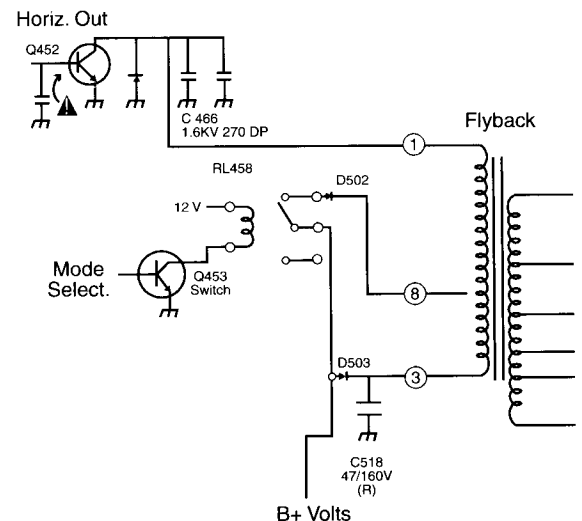 Horiz. Out
Q452
C 466
1.6KV 270 DP
Flyback
1
RL458
D502
12 V
Mode
Select.
Q453
Switch
8
D503
3
C518
47/160V
(R)
B+ Volts